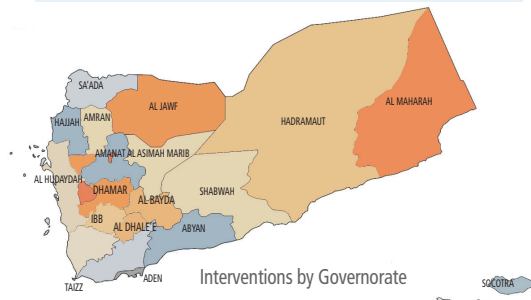 SA'ADA
AL JAWF
HAJJAH
AMRAN
HADRAMAUT
AL MAHARAH
AMANAT AL ASIMAH MARIB
AL HUDAYDAH
DHAMAR
SHABWAH
AL-BAYDA
IBB
AL DHALE'E
ABYAN
TAIZZ
ADEN
Interventions by Governorate
SOCOTRA